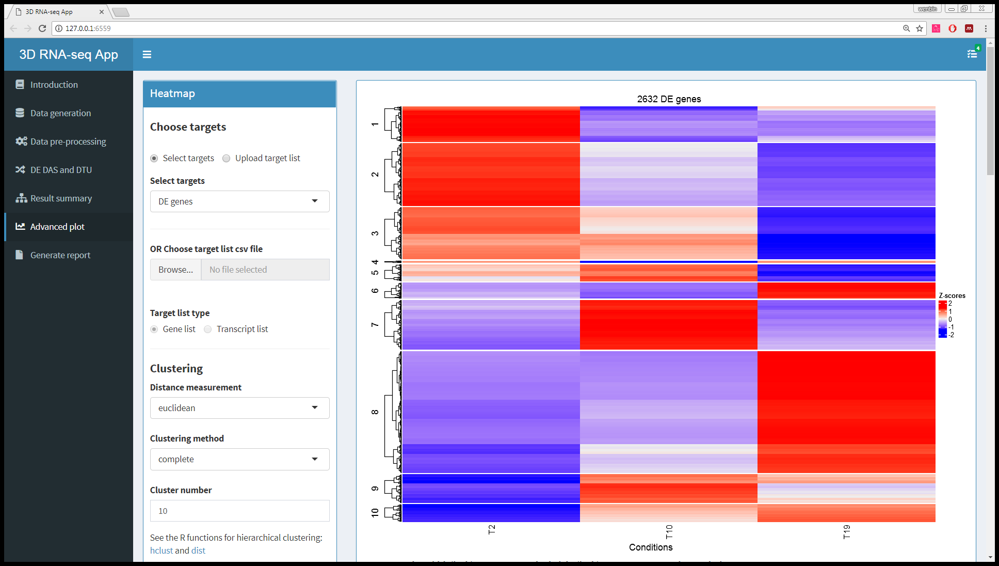 3D RNA-seq App
wenbin
127.0.0.1:6559
3D RNA-seq App
4
Introduction
Data generation
Data pre-processing
DE DAS and DTU
Result summary
Advanced plot
Generate report
Heatmap
Choose targets
Select targets
Upload target list
Select targets
DE genes
OR Choose target list csv file
Browse...
No file selected
Target list type
Gene list
Transcript list
Clustering
Distance measurement
euclidean
Clustering method
complete
Cluster number
10
See the R functions for hierarchical clustering:
hclust and dist
2632 DE genes
1
2
3
4
5
6
7
8
9
10
T2
T10
T19
Conditions
Z-scores
2
1
0
-1
-2